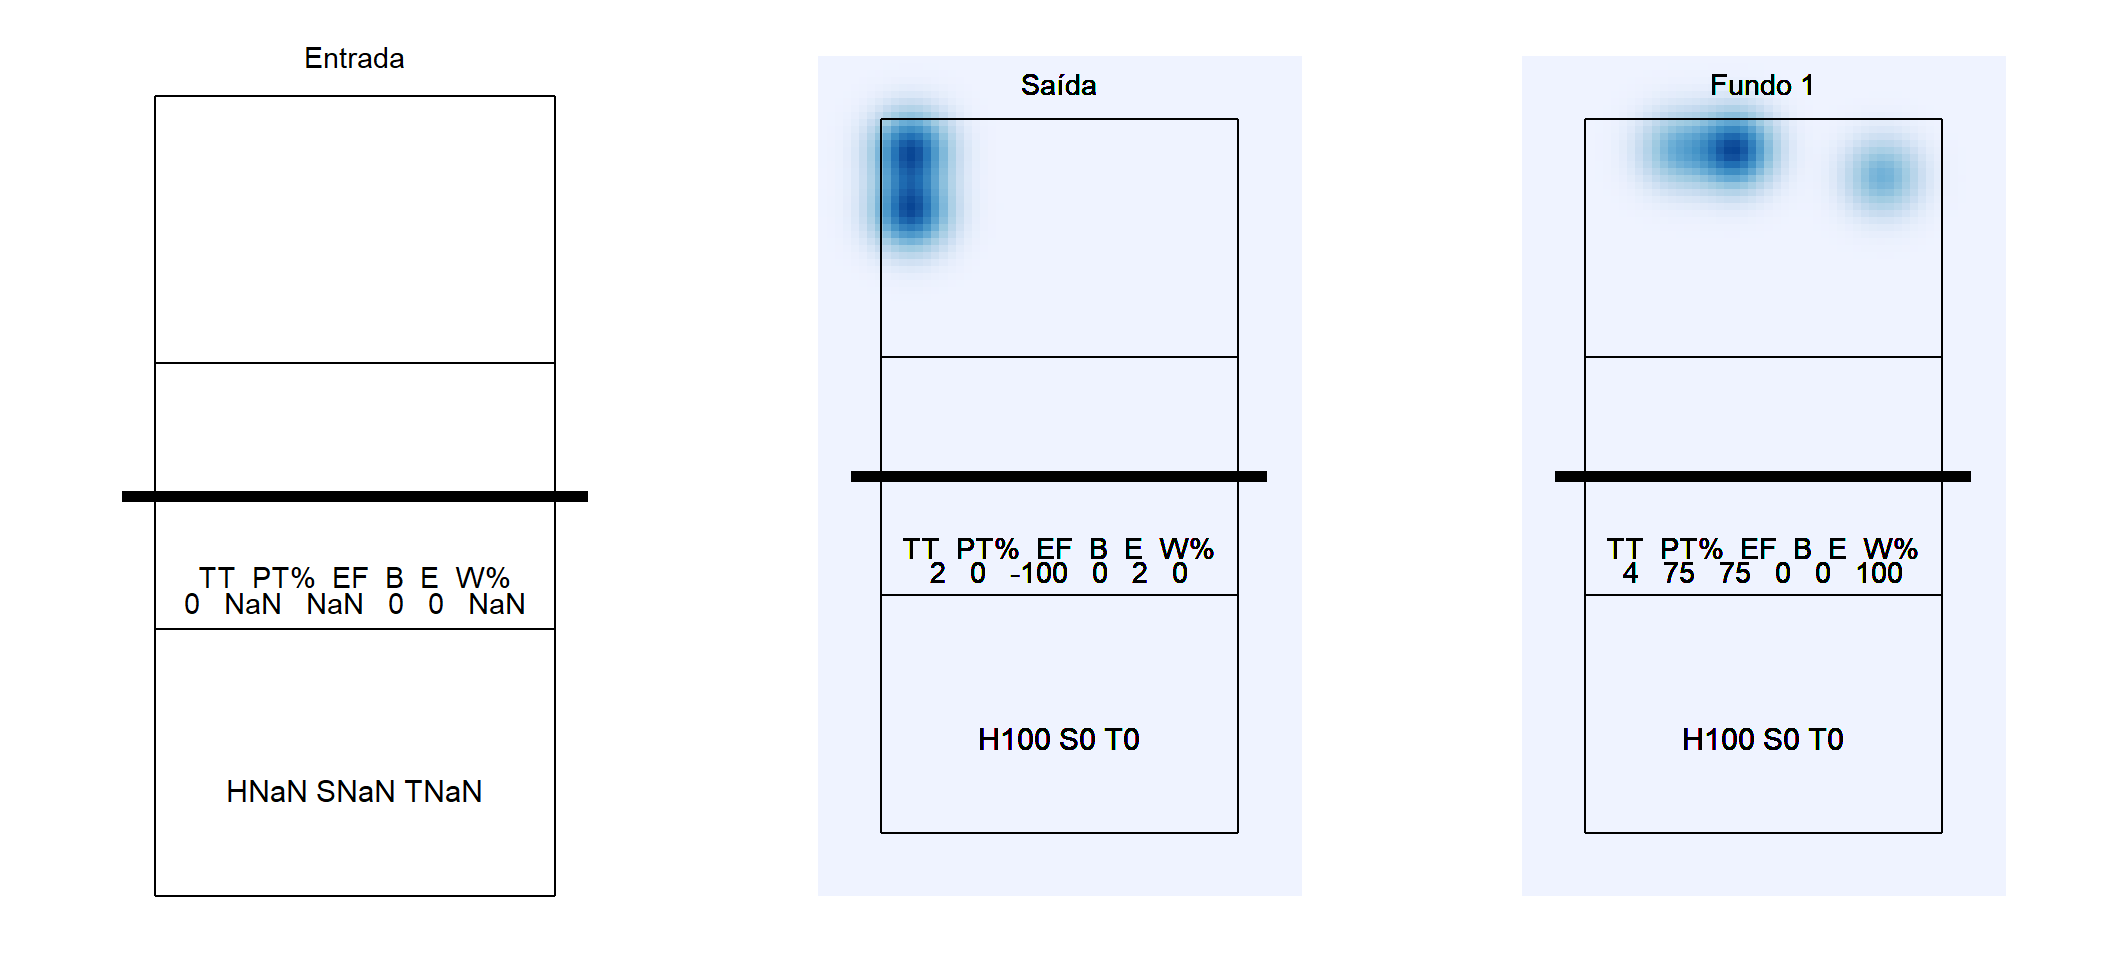 Entrada
TT PT% EF B E W%
0 NaN NaN 0 0 NaN
HNaN SNaN TNaN
Saída
TT PT% EF B E W%
2 0 -100 0 2 0
H100 S0 T0
Fundo 1
TT PT% EF B E W%
4 75 75 0 0 100
H100 S0 T0